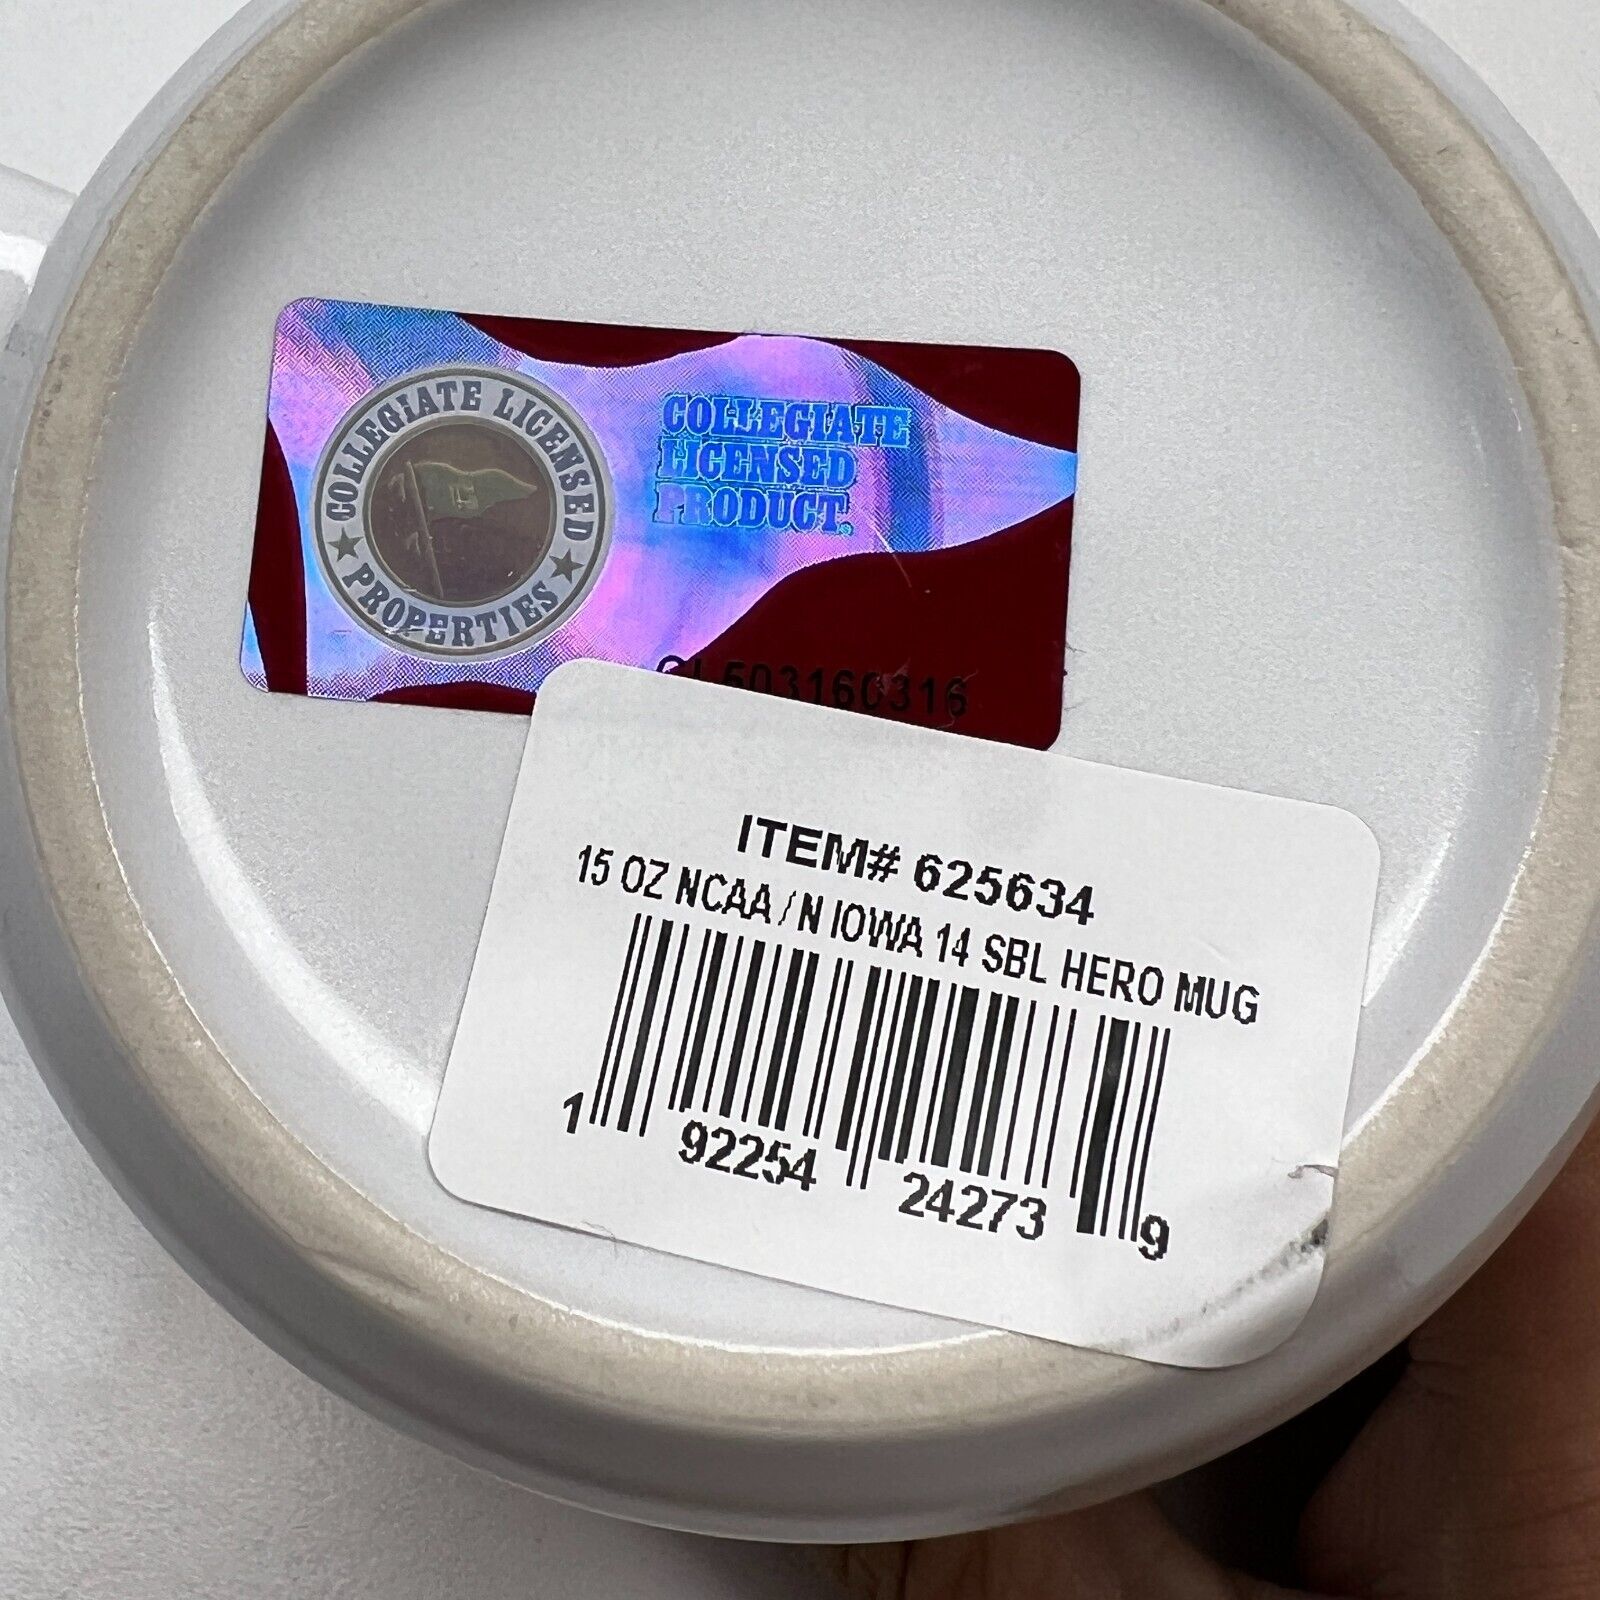 COLLEGIATE LICENSED
PROPERTIES
COLLEGIATE
LICENSED
PRODUCT.
ITEM# 625634
15 OZ NCAA / N IOWA 14 SBL HERO MUG
1 92254 24273 9